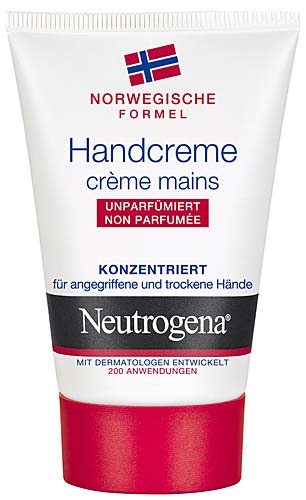 NORWEGISCHE
FORMEL
Handcreme
crème mains
UNPARFÜMIERT
NON PARFUMÉE
KONZENTRIERT
für angegriffene und trockene Hände
Neutrogena®
MIT DERMATOLOGEN ENTWICKELT
200 ANWENDUNGEN